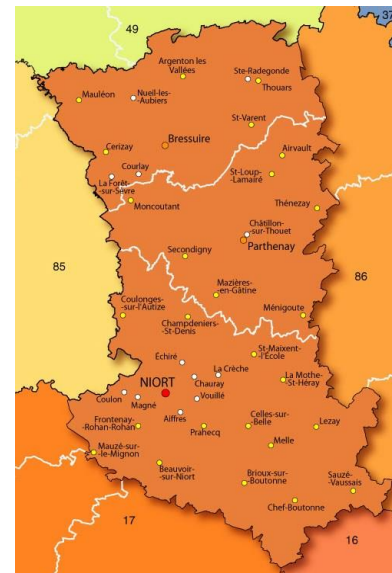 49
37
Argenton les
Vallées
Ste-Radegonde
Thouars
Mauléon
Nueil-les-
Aubiers
St-Varent
Bressuire
Airvault
Cerizay
Courlay
St-Loup-
-Lamairé
La Forêt-
-sur-Sèvre
Moncoutant
Thénezay
Châtillon-
-sur-Thouet
Parthenay
Secondigny
85
86
Mazières-
-en-Gâtine
Coulonges-
-sur-l'Autize
Champdeniers-
-St-Denis
Ménigoute
Échiré
St-Maixent-
-l'École
La Crèche
Chauray
La Mothe-
-St-Héray
NIORT
Coulon
Magné
Vouillé
Aiffres
Frontenay-
-Rohan-Rohan
Prahecq
Celles-sur-
-Belle
Lezay
Mauzé-sur-
-le-Mignon
Melle
Beauvoir-
-sur-Niort
Brioux-sur-
-Boutonne
Sauzé-
-Vaussais
Chef-Boutonne
17
16